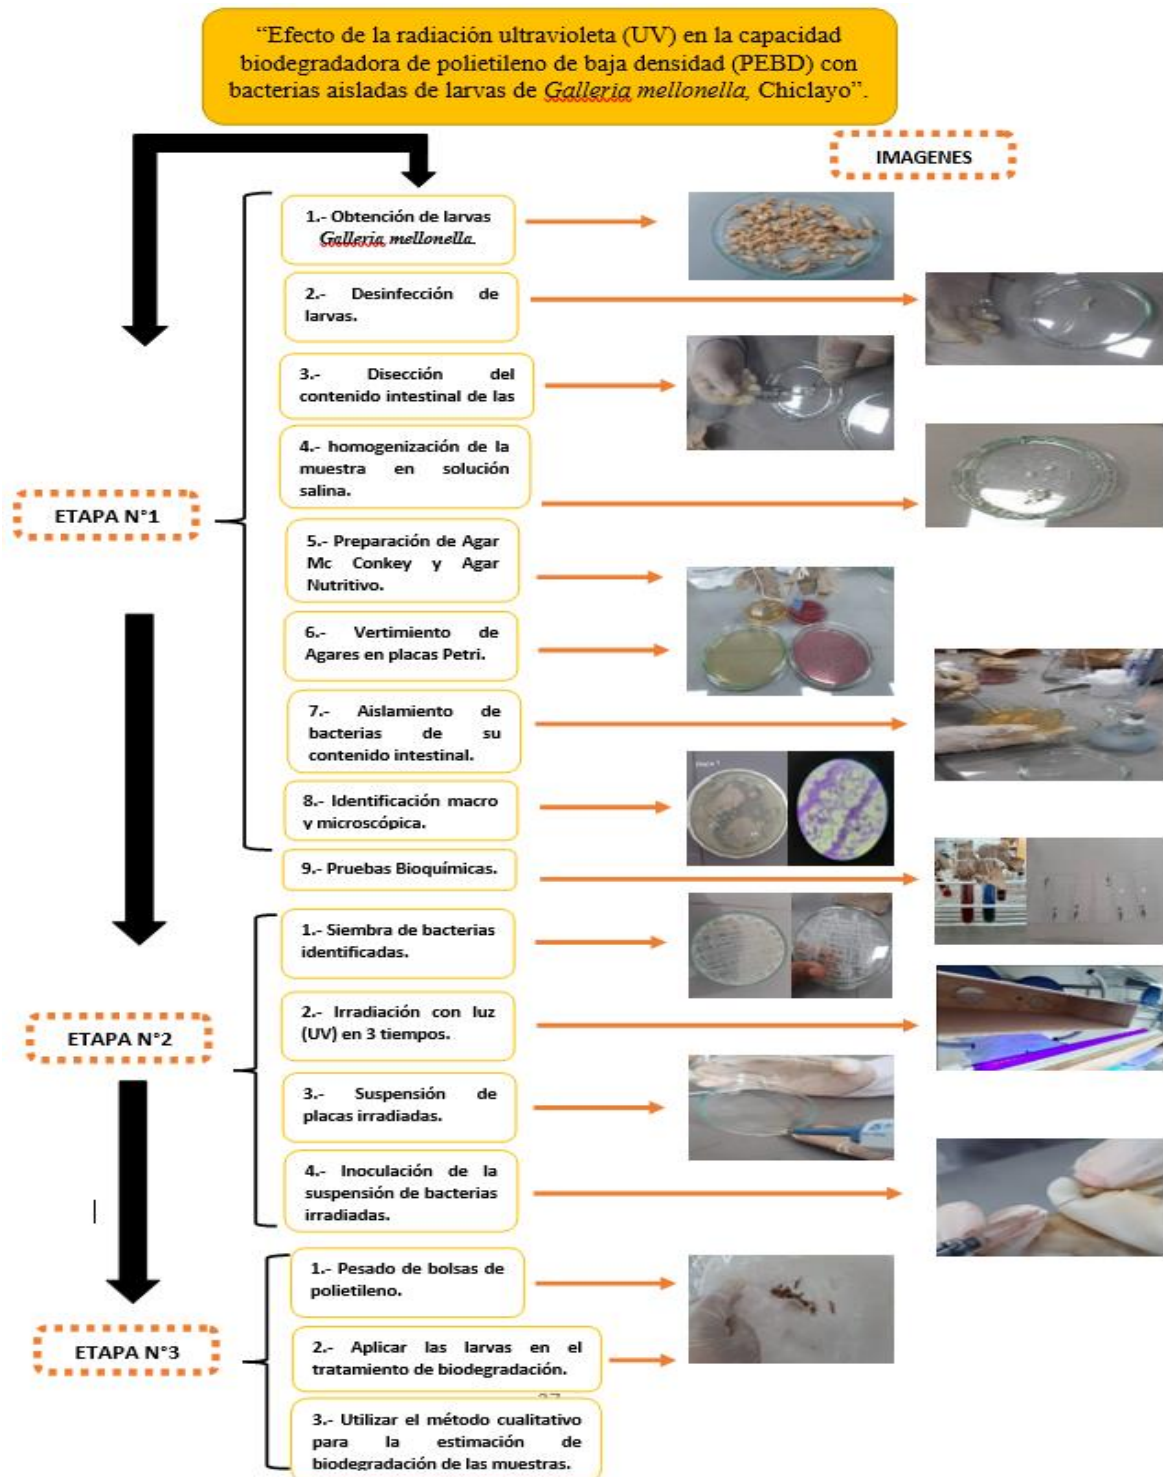 “Efecto de la radiación ultravioleta (UV) en la capacidad
biodegradadora de polietileno de baja densidad (PEBD) con
bacterias aisladas de larvas de Galleria mellonella, Chiclayo”.
IMAGENES
ETAPA N°1
1.- Obtención de larvas
Galleria mellonella.
2.- Desinfección de
larvas.
3.- Disección del
contenido intestinal de las
4.- homogenización de la
muestra en solución
salina.
5.- Preparación de Agar
Mc Conkey y Agar
Nutritivo.
6.- Vertimiento de
Agares en placas Petri.
7.- Aislamiento de
bacterias de su
contenido intestinal.
8.- Identificación macro
y microscópica.
9.- Pruebas Bioquímicas.
ETAPA N°2
1.- Siembra de bacterias
identificadas.
2.- Irradiación con luz
(UV) en 3 tiempos.
3.- Suspensión de
placas irradiadas.
4.- Inoculación de la
suspensión de bacterias
irradiadas.
ETAPA N°3
1.- Pesado de bolsas de
polietileno.
2.- Aplicar las larvas en el
tratamiento de biodegradación.
3.- Utilizar el método cualitativo
para la estimación de
biodegradación de las muestras.